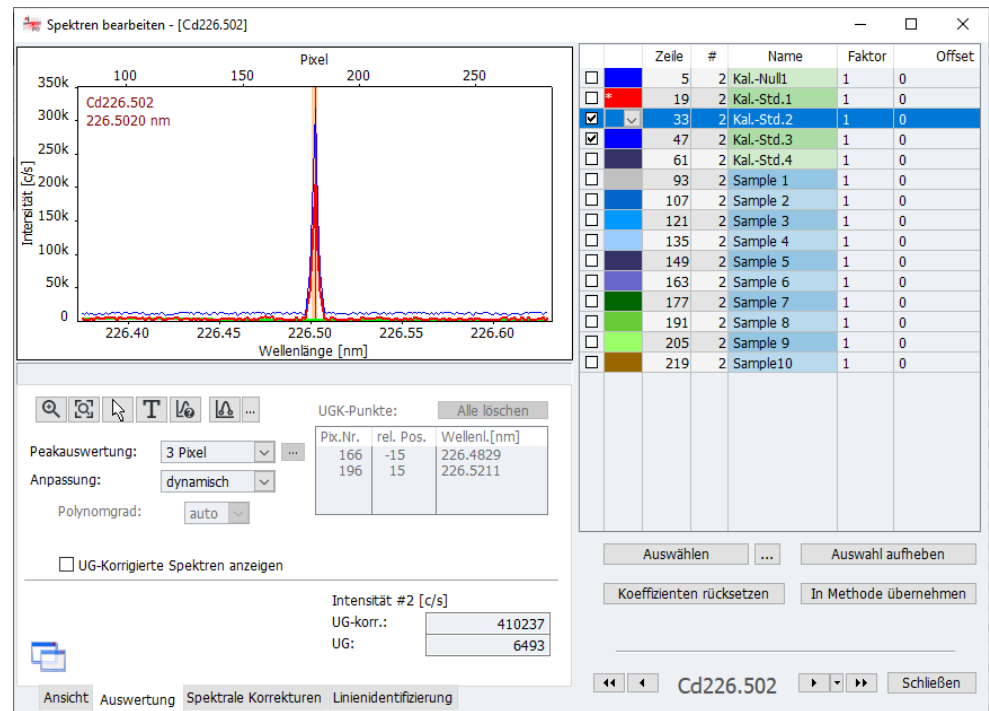 Spektren bearbeiten - [Cd226.502]
Pixel
100 150 200 250
350k
300k
250k
200k
150k
100k
50k
0
Intensität [c/s]
Cd226.502
226.5020 nm
226.40 226.45 226.50 226.55 226.60
Wellenlänge [nm]
Zeile # Name Faktor Offset
5 2 Kal.-Null1 1 0
* 19 2 Kal.-Std.1 1 0
33 2 Kal.-Std.2 1 0
47 2 Kal.-Std.3 1 0
61 2 Kal.-Std.4 1 0
93 2 Sample 1 1 0
107 2 Sample 2 1 0
121 2 Sample 3 1 0
135 2 Sample 4 1 0
149 2 Sample 5 1 0
163 2 Sample 6 1 0
177 2 Sample 7 1 0
191 2 Sample 8 1 0
205 2 Sample 9 1 0
219 2 Sample10 1 0
T ...
UGK-Punkte: Alle löschen
Peakauswertung: 3 Pixel ...
Anpassung: dynamisch
Polynomgrad: auto
Pix.Nr. rel. Pos. Wellenl.[nm]
166 -15 226.4829
196 15 226.5211
UG-Korrigierte Spektren anzeigen
Intensität #2 [c/s]
UG-korr.: 410237
UG: 6493
Ansicht Auswertung Spektrale Korrekturen Linienidentifizierung
Auswählen ... Auswahl aufheben
Koeffizienten rücksetzen In Methode übernehmen
Cd226.502 Schließen